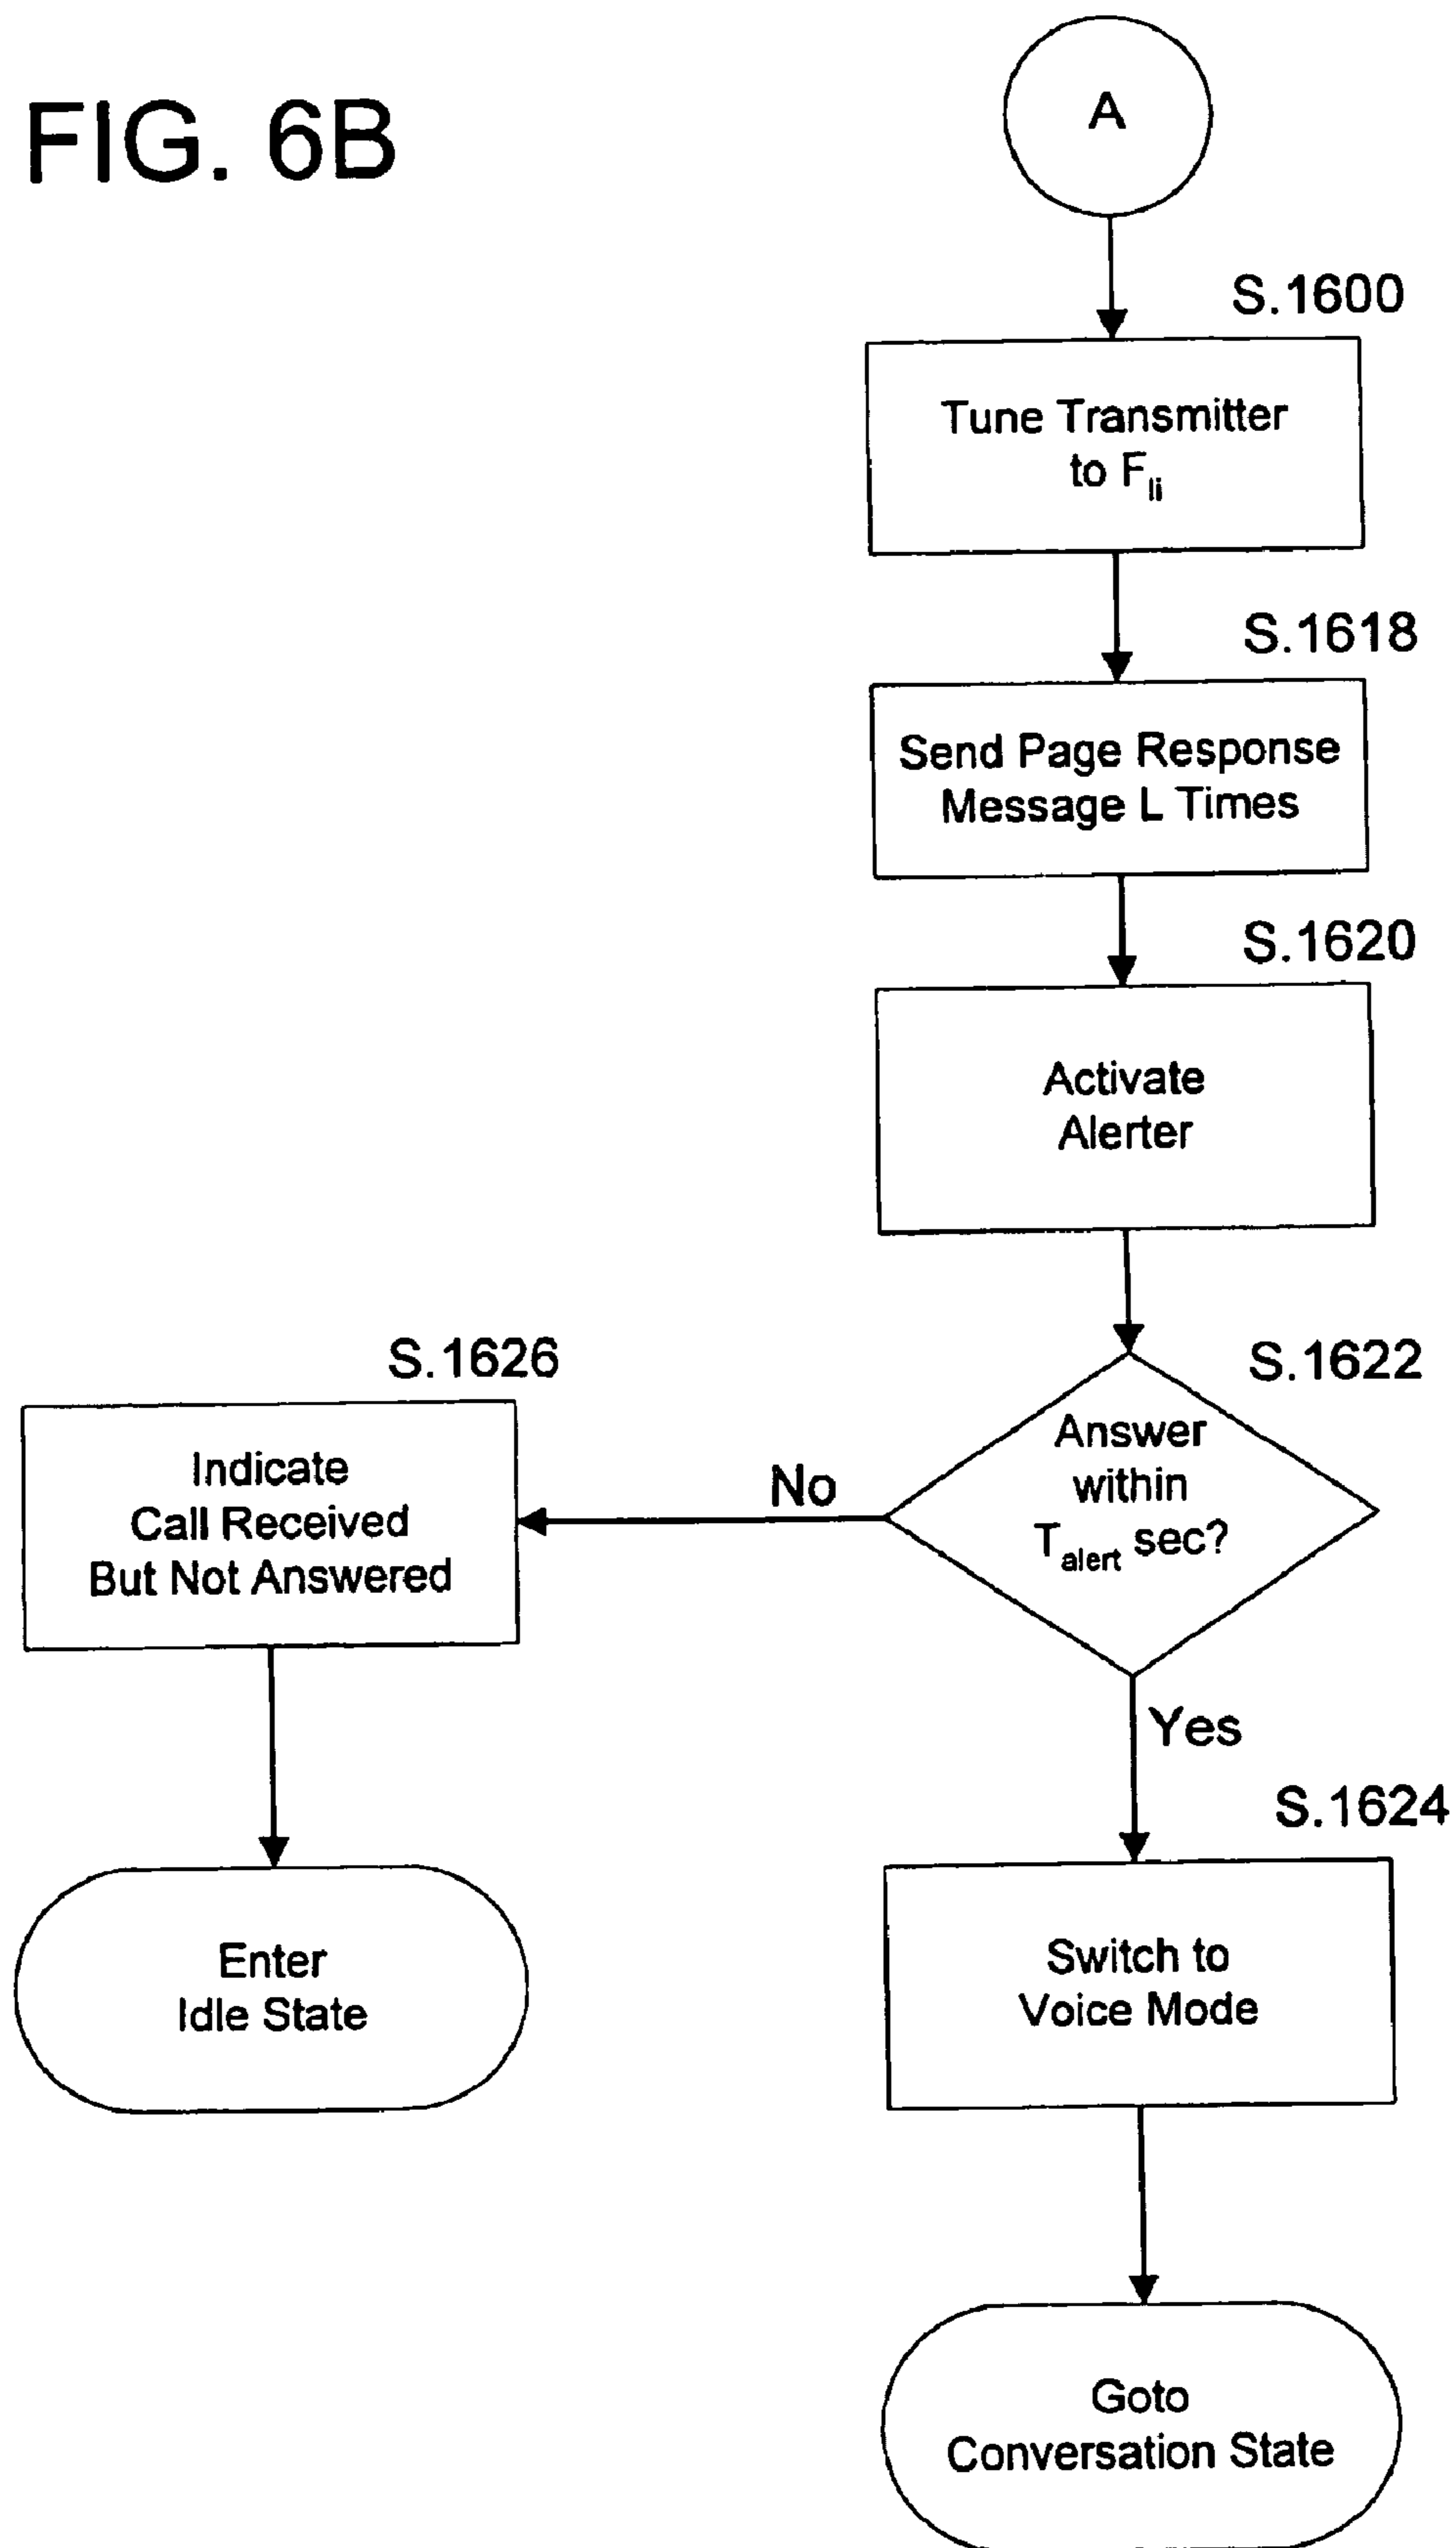 FIG. 6B
A
S.1600
Tune Transmitter
to F_li
S.1618
Send Page Response
Message L Times
S.1620
Activate
Alerter
S.1622
Answer
within
T_alert sec?
No
S.1626
Indicate
Call Received
But Not Answered
Enter
Idle State
Yes
S.1624
Switch to
Voice Mode
Goto
Conversation State